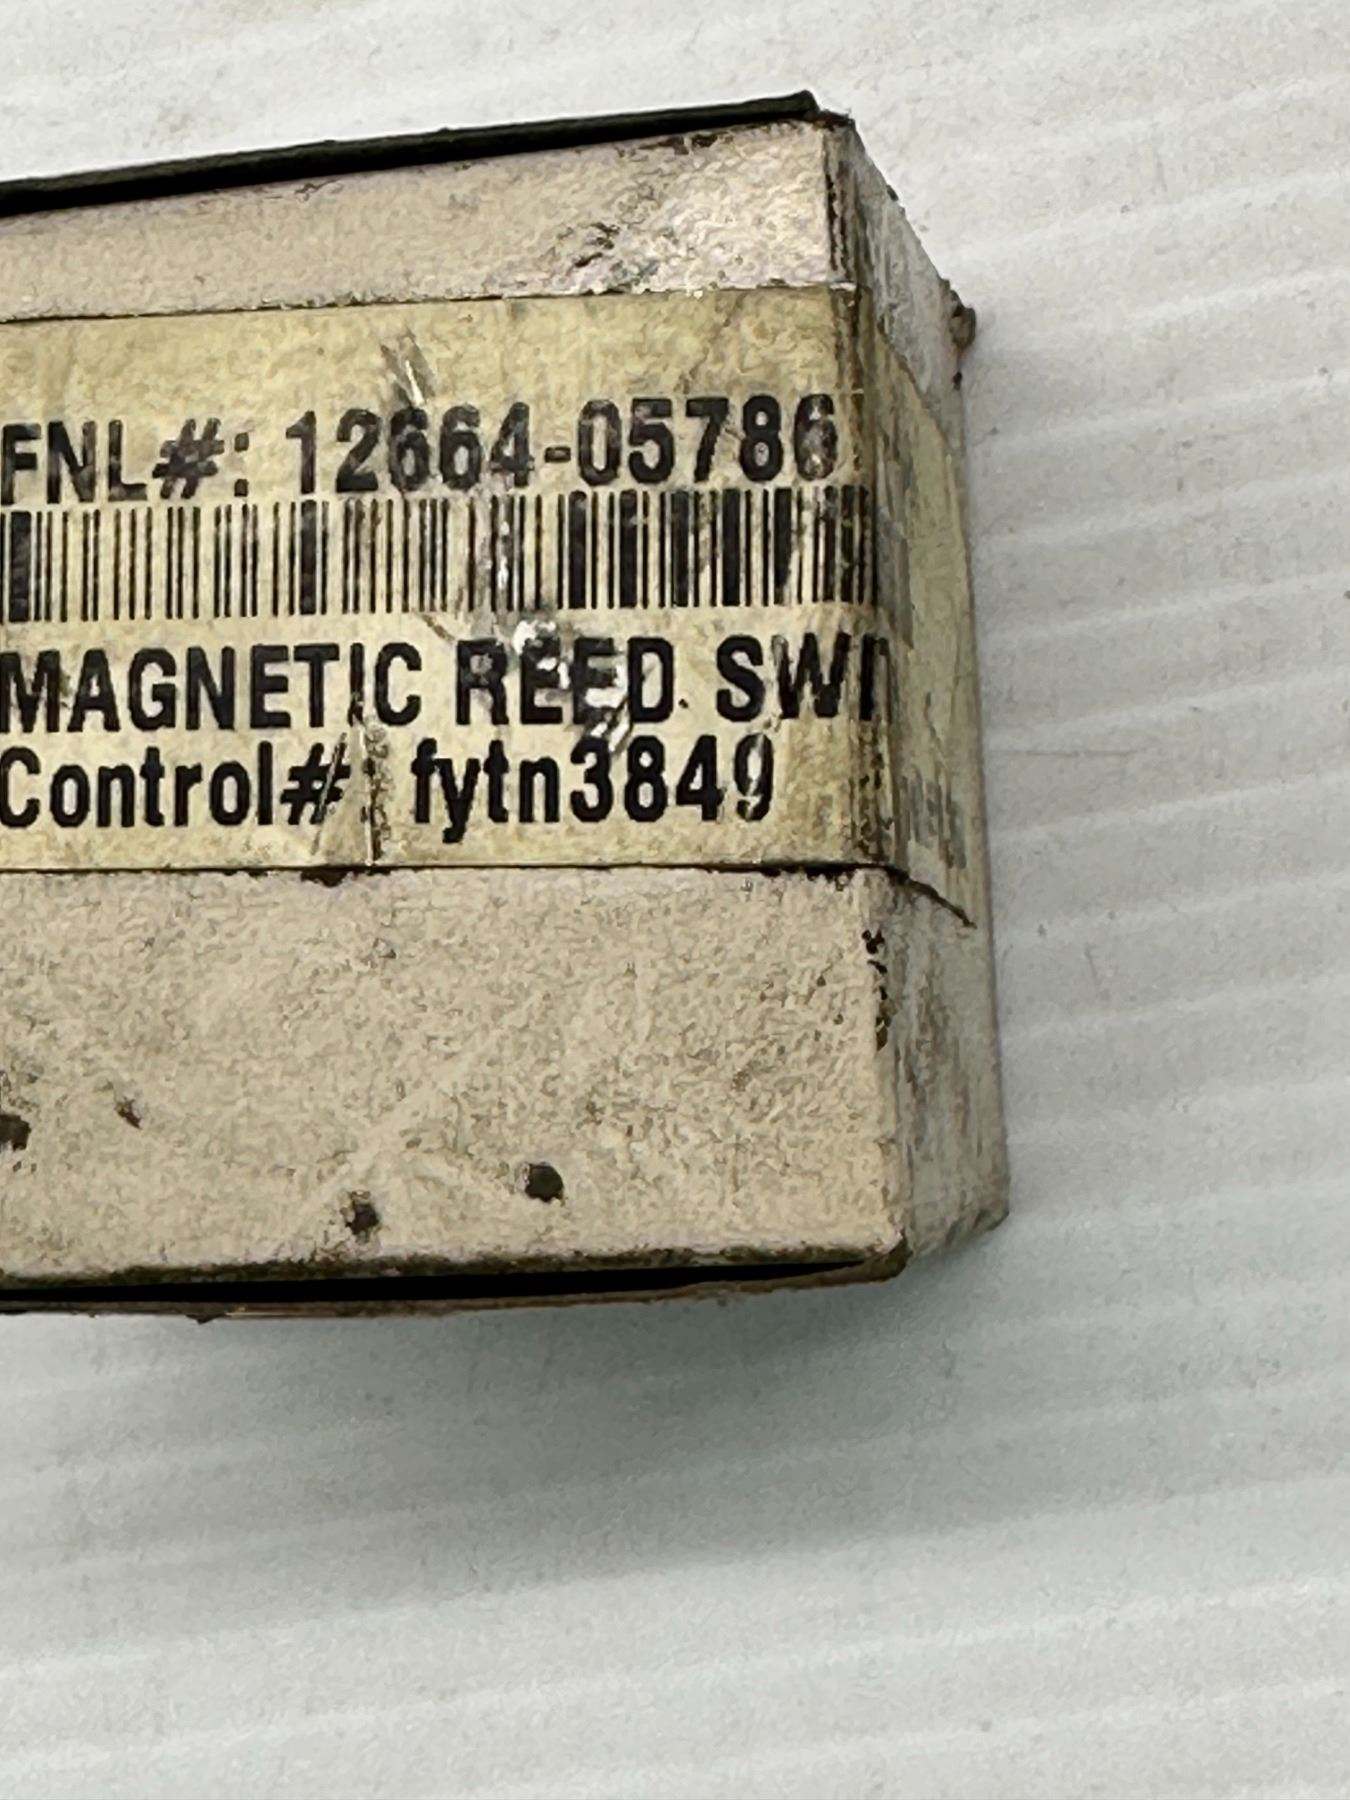 FNL#: 12664-05786
MAGNETIC REED SWI
Control# fytn3849